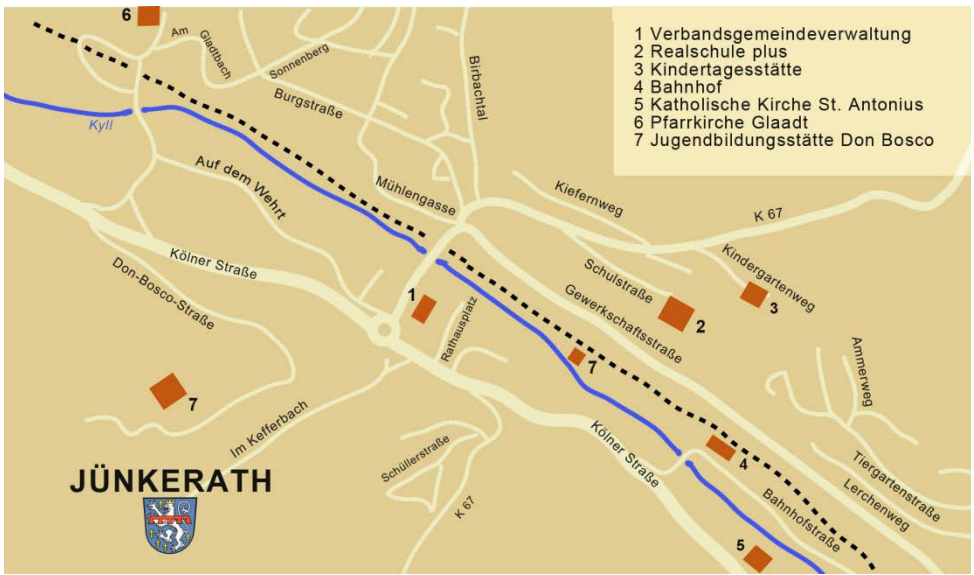 1 Verbandsgemeindeverwaltung
2 Realschule plus
3 Kindertagesstätte
4 Bahnhof
5 Katholische Kirche St. Antonius
6 Pfarrkirche Glaadt
7 Jugendbildungsstätte Don Bosco
6
Am
Gladtbach
Sonnenberg
Birbachtal
Burgstraße
Kyll
Auf dem Wehrt
Mühlengasse
Kiefernweg
K 67
Kölner Straße
Don-Bosco-Straße
Schulstraße
Kindergartenweg
Gewerkschaftsstraße
1
2
3
Rathausplatz
7
Ammerweg
7
Im Kefferbach
Schüllerstraße
Kölner Straße
4
Tiergartenstraße
Lerchenweg
Bahnhofstraße
K 67
5
JÜNKERATH